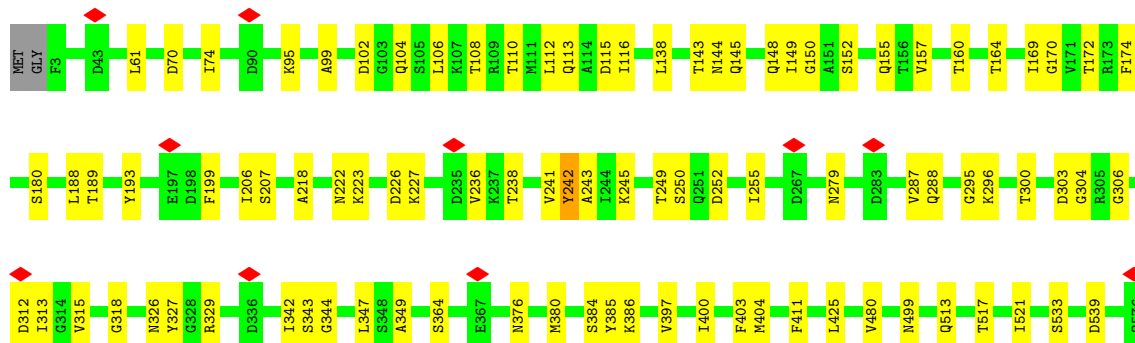 MET GLY F3 D43 L61 D70 I74 D90 K95 A99 D102 G103 Q104 S105 L106 K107 T108 R109 T110 M111 L112 Q113 A114 D115 I116 L138 T143 N144 Q145 Q148 I149 G150 A151 S152 Q155 T156 V157 T160 T164 I169 G170 V171 T172 R173 F174
S180 L188 T189 Y193 E197 D198 F199 I206 S207 A218 N222 K223 D226 K227 D235 V236 K237 T238 V241 Y242 A243 I244 K245 T249 S250 Q251 D252 I255 D267 N279 D283 V287 Q288 G295 K296 T300 D303 G304 R305 G306
D312 I313 G314 V315 G318 N326 Y327 G328 R329 D336 I342 S343 G344 L347 S348 A349 S364 E367 N376 M380 S384 Y385 K386 V397 I400 F403 M404 F411 L425 V480 N499 Q513 T517 I521 S533 D539